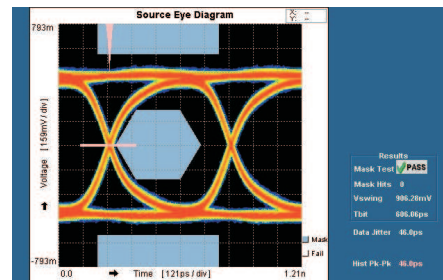 Source Eye Diagram
X: --
Y: --
793m
Voltage [159mV / div]
-793m
0.0
Time [121ps / div]
1.21n
Mask
Fail
Results
Mask Test PASS
Mask Hits 0
Vswing 906.20mV
Tbit 606.06ps
Data Jitter 46.0ps
Hist Pk-Pk 46.0ps